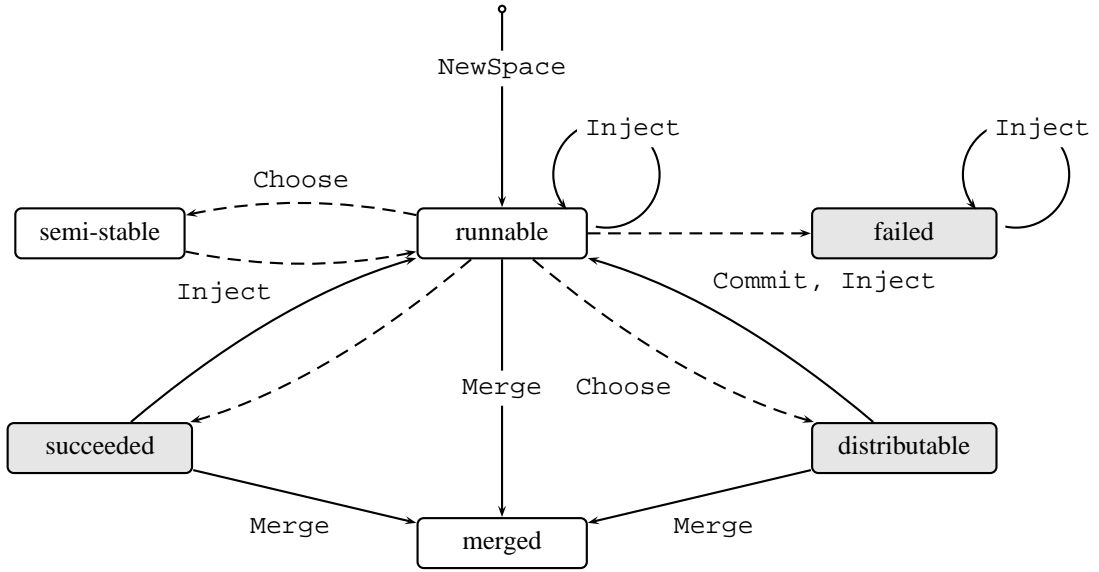 NewSpace
Inject
Inject
Choose
semi-stable
runnable
failed
Inject
Commit, Inject
Merge
Choose
succeeded
distributable
Merge
Merge
merged